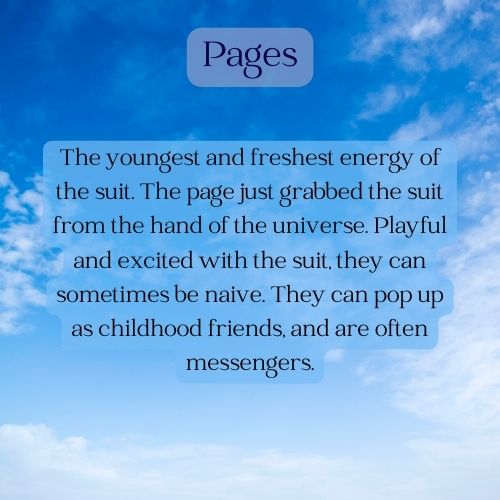 Pages
The youngest and freshest energy of
the suit. The page just grabbed the suit
from the hand of the universe. Playful
and excited with the suit, they can
sometimes be naive. They can pop up
as childhood friends, and are often
messengers.